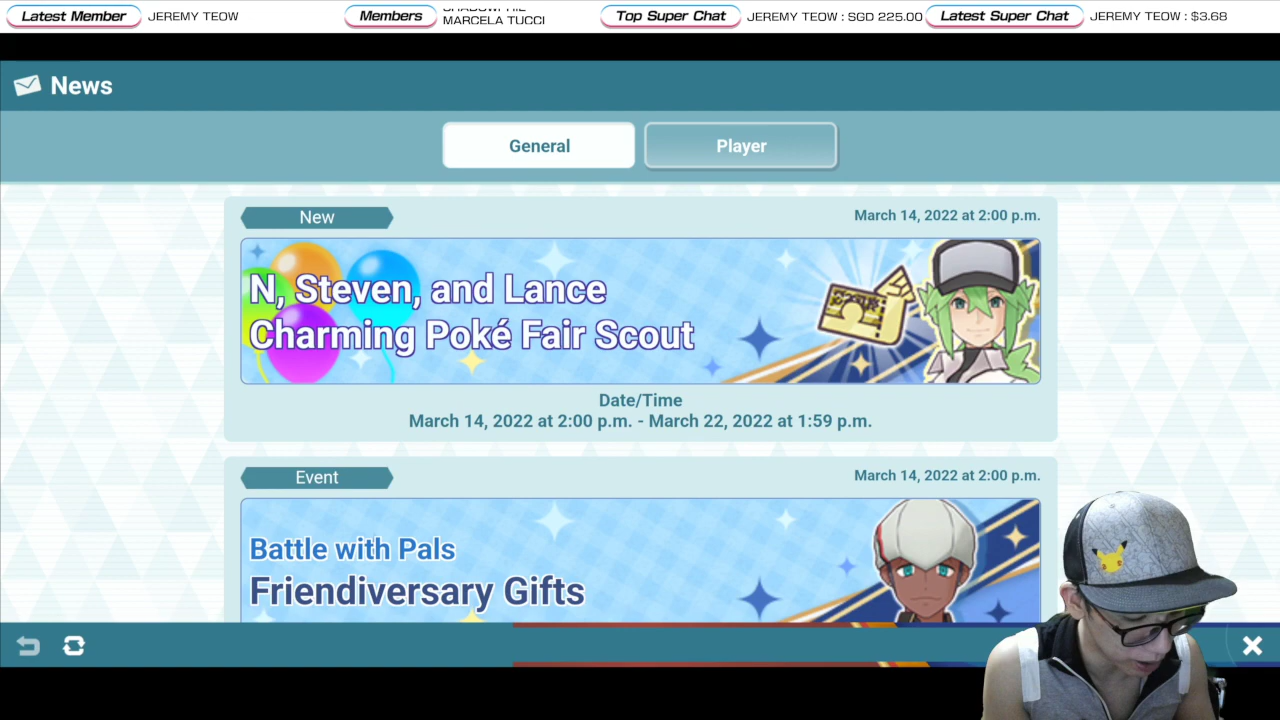 Latest Member JEREMY TEOW Members MARCELA TUCCI Top Super Chat JEREMY TEOW : SGD 225.00 Latest Super Chat JEREMY TEOW : $3.68
News
General Player
New March 14, 2022 at 2:00 p.m.
N, Steven, and Lance
Charming Poké Fair Scout
Date/Time
March 14, 2022 at 2:00 p.m. - March 22, 2022 at 1:59 p.m.
Event March 14, 2022 at 2:00 p.m.
Battle with Pals
Friendiversary Gifts